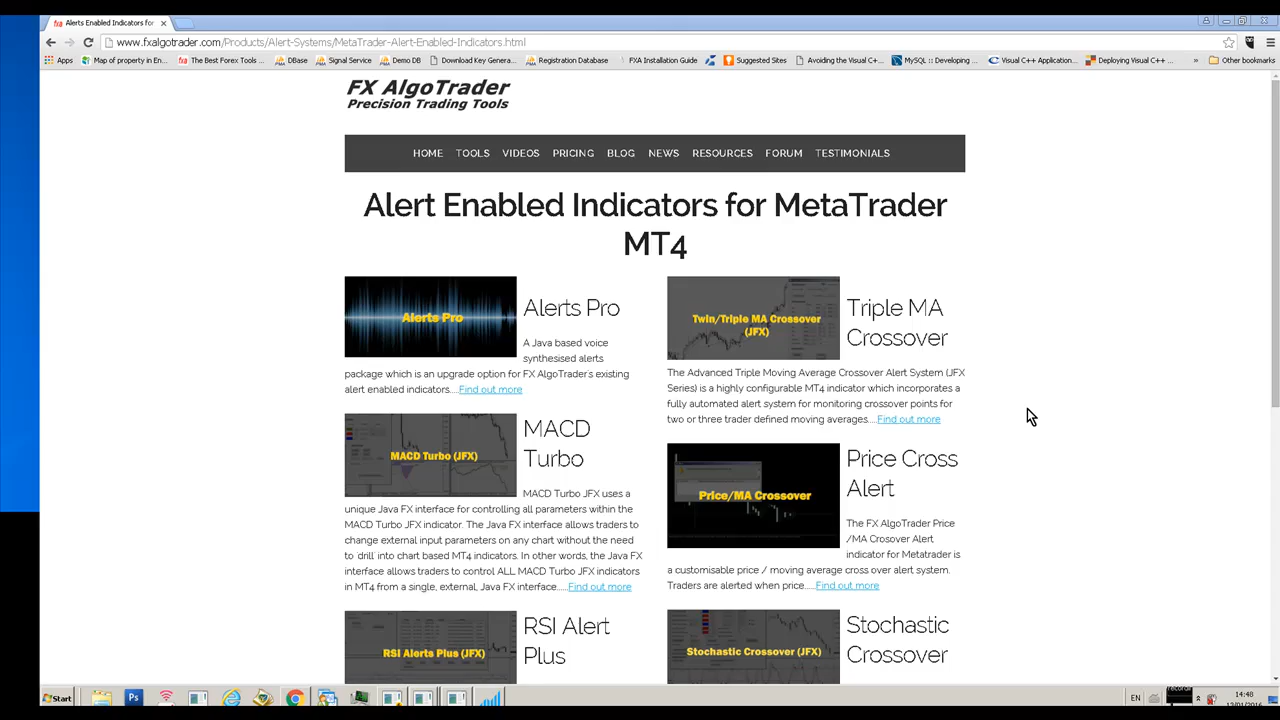 Alerts Enabled Indicators for
www.fxalgotrader.com/Products/Alert-Systems/MetaTrader-Alert-Enabled-Indicators.html
Apps Map of property in En... The Best Forex Tools ... DBase Signal Service Demo DB Download Key Genera... Registration Database FXA Installation Guide Suggested Sites Avoiding the Visual C+... MySQL :: Developing ... Visual C++ Application... Deploying Visual C++ ... » Other bookmarks
FX AlgoTrader
Precision Trading Tools
HOME TOOLS VIDEOS PRICING BLOG NEWS RESOURCES FORUM TESTIMONIALS
Alert Enabled Indicators for MetaTrader
MT4
Alerts Pro
Alerts Pro
A Java based voice
synthesised alerts
package which is an upgrade option for FX AlgoTrader's existing
alert enabled indicators....Find out more
MACD Turbo (JFX)
MACD
Turbo
MACD Turbo JFX uses a
unique Java FX interface for controlling all parameters within the
MACD Turbo JFX indicator. The Java FX interface allows traders to
change external input parameters on any chart without the need
to 'drill' into chart based MT4 indicators. In other words, the Java FX
interface allows traders to control ALL MACD Turbo JFX indicators
in MT4 from a single, external, Java FX interface......Find out more
RSI Alerts Plus (JFX)
RSI Alert
Plus
Twin/Triple MA Crossover
(JFX)
Triple MA
Crossover
The Advanced Triple Moving Average Crossover Alert System (JFX
Series) is a highly configurable MT4 indicator which incorporates a
fully automated alert system for monitoring crossover points for
two or three trader defined moving averages.....Find out more
Price/MA Crossover
Price Cross
Alert
The FX AlgoTrader Price
/MA Crosover Alert
indicator for Metatrader is
a customisable price / moving average cross over alert system.
Traders are alerted when price.....Find out more
Stochastic Crossover (JFX)
Stochastic
Crossover
Start
EN
14:48